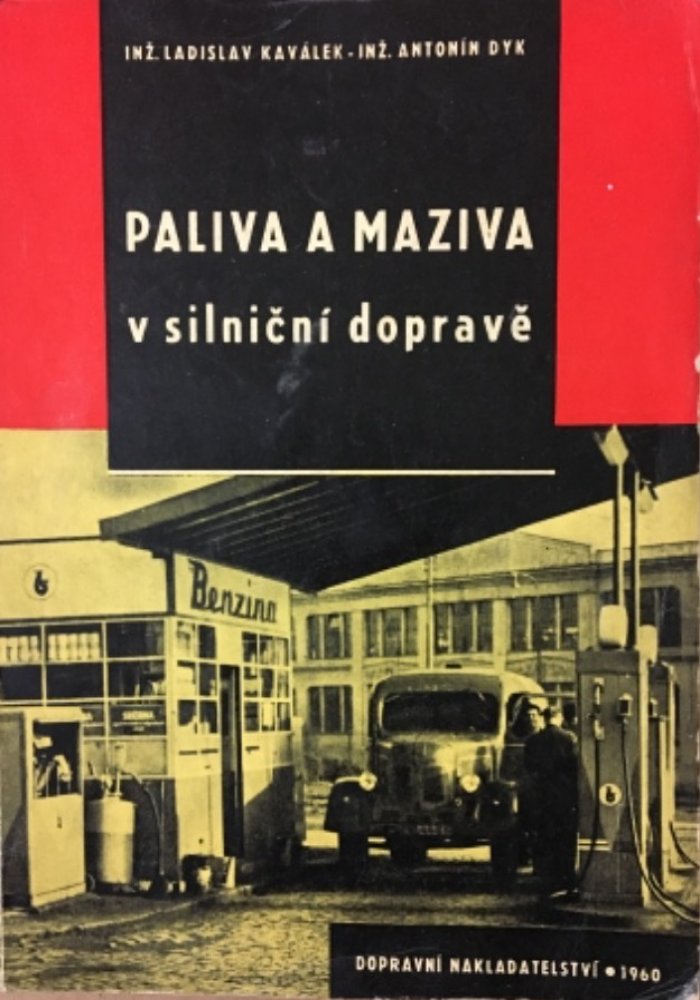 INŽ. LADISLAV KAVÁLEK - INŽ. ANTONÍN DYK
PALIVA A MAZIVA
v silniční dopravě
Benzina
DOPRAVNÍ NAKLADATELSTVÍ • 1960